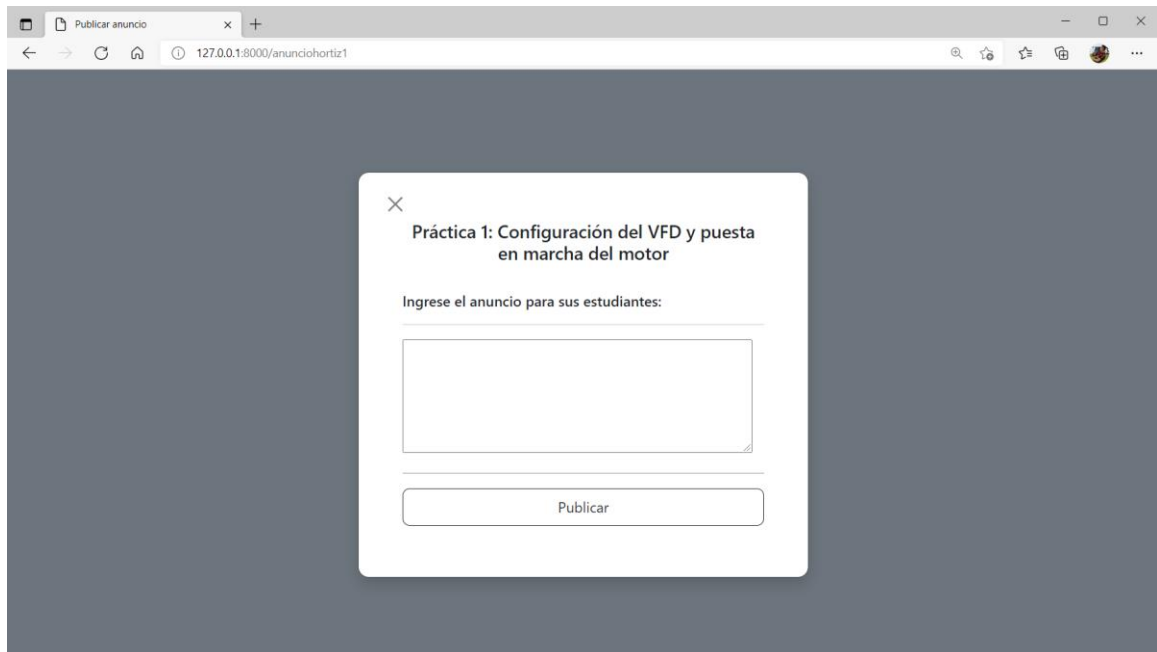 Publicar anuncio
127.0.0.1:8000/anunciohortiz1
Práctica 1: Configuración del VFD y puesta
en marcha del motor
Ingrese el anuncio para sus estudiantes:
Publicar